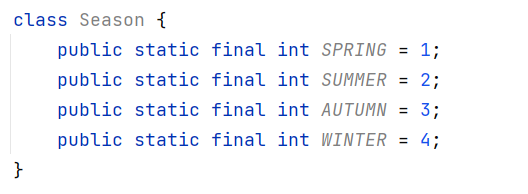 class Season {
    public static final int SPRING = 1;
    public static final int SUMMER = 2;
    public static final int AUTUMN = 3;
    public static final int WINTER = 4;
}